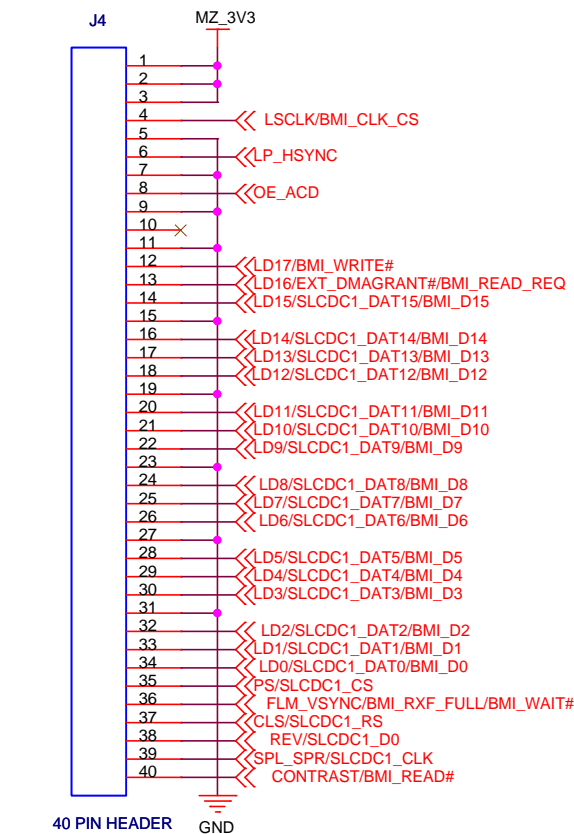 J4
MZ_3V3
1
2
3
4 LSCLK/BMI_CLK_CS
5
6 LP_HSYNC
7
8 OE_ACD
9
10
11
12 LD17/BMI_WRITE#
13 LD16/EXT_DMAGRANT#/BMI_READ_REQ
14 LD15/SLCDC1_DAT15/BMI_D15
15
16 LD14/SLCDC1_DAT14/BMI_D14
17 LD13/SLCDC1_DAT13/BMI_D13
18 LD12/SLCDC1_DAT12/BMI_D12
19
20 LD11/SLCDC1_DAT11/BMI_D11
21 LD10/SLCDC1_DAT10/BMI_D10
22 LD9/SLCDC1_DAT9/BMI_D9
23
24 LD8/SLCDC1_DAT8/BMI_D8
25 LD7/SLCDC1_DAT7/BMI_D7
26 LD6/SLCDC1_DAT6/BMI_D6
27
28 LD5/SLCDC1_DAT5/BMI_D5
29 LD4/SLCDC1_DAT4/BMI_D4
30 LD3/SLCDC1_DAT3/BMI_D3
31
32 LD2/SLCDC1_DAT2/BMI_D2
33 LD1/SLCDC1_DAT1/BMI_D1
34 LD0/SLCDC1_DAT0/BMI_D0
35 PS/SLCDC1_CS
36 FLM_VSYNC/BMI_RXF_FULL/BMI_WAIT#
37 CLS/SLCDC1_RS
38 REV/SLCDC1_D0
39 SPL_SPR/SLCDC1_CLK
40 CONTRAST/BMI_READ#
40 PIN HEADER
GND